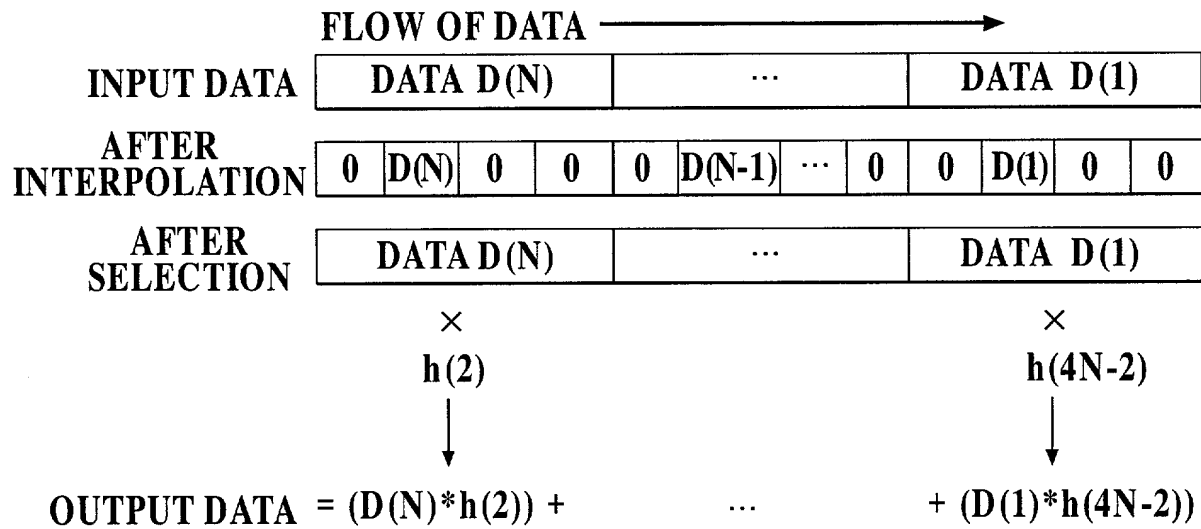 FLOW OF DATA
INPUT DATA DATA D(N) ... DATA D(1)
AFTER INTERPOLATION 0 D(N) 0 0 0 D(N-1) ... 0 0 D(1) 0 0
AFTER SELECTION DATA D(N) ... DATA D(1)
× ×
h(2) h(4N-2)
OUTPUT DATA = (D(N)*h(2)) + ... + (D(1)*h(4N-2))